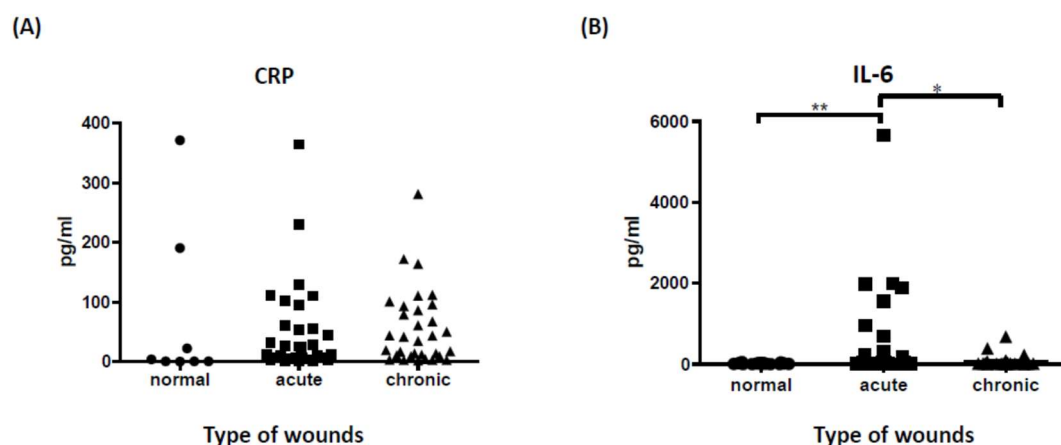 (A)
CRP
400
300
200
100
0
pg/ml
normal acute chronic
Type of wounds
(B)
IL-6
**
*
6000
4000
2000
0
pg/ml
normal acute chronic
Type of wounds